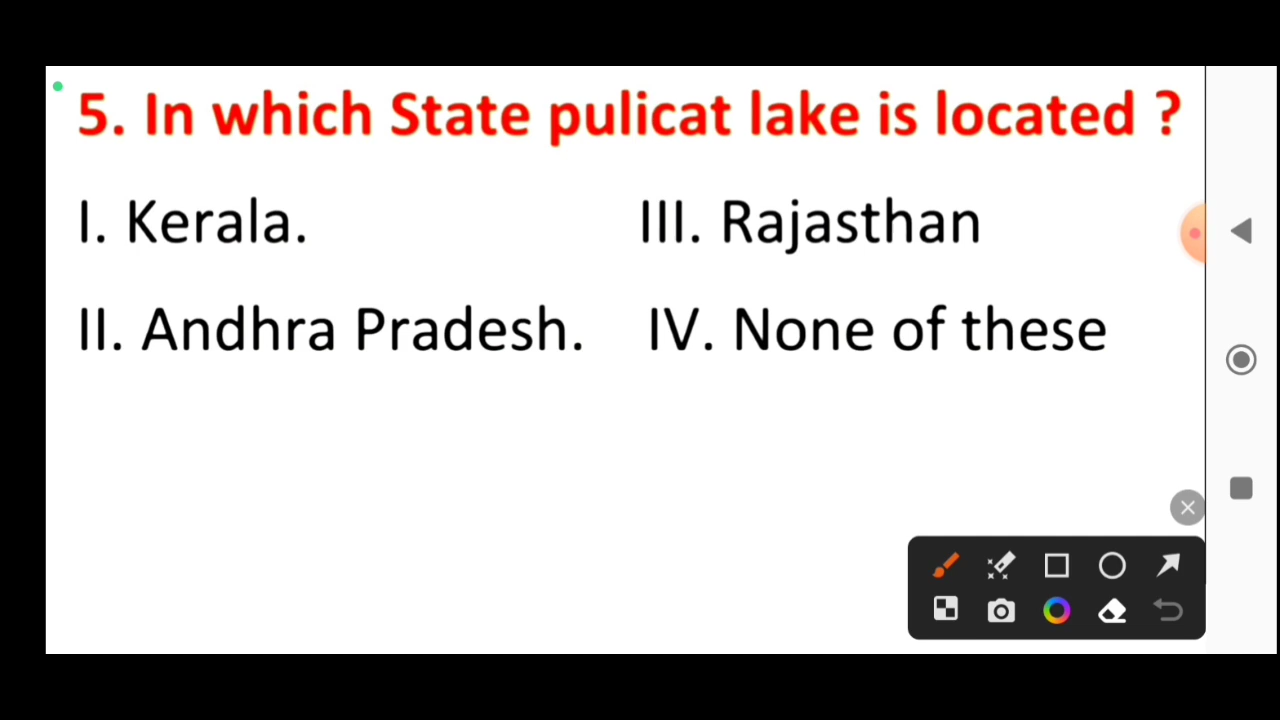 5. In which State pulicat lake is located ?
I. Kerala. III. Rajasthan
II. Andhra Pradesh. IV. None of these